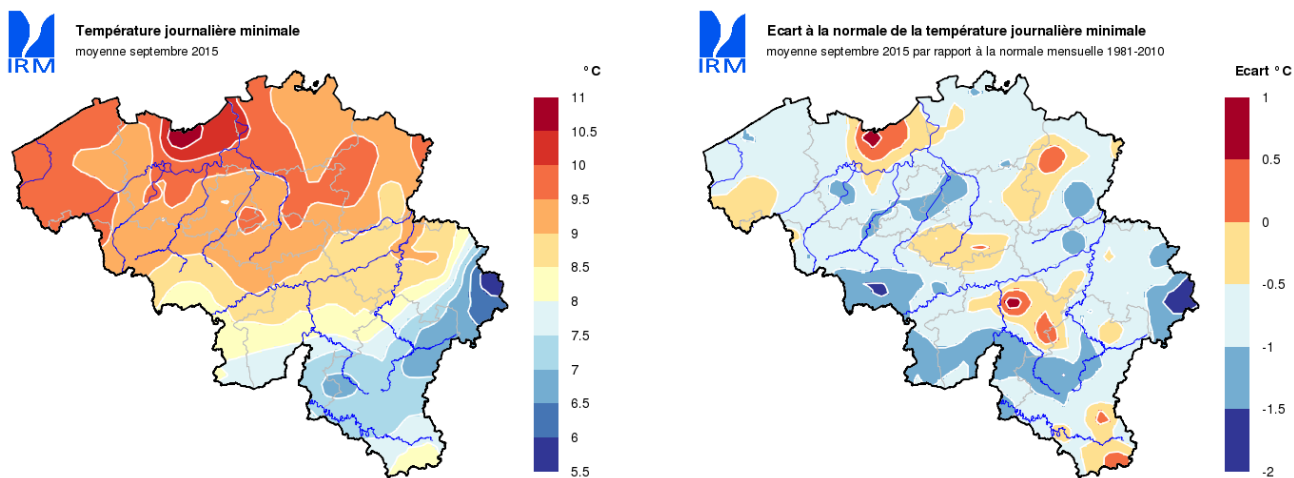 IRM
Température journalière minimale
moyenne septembre 2015
°C
11
10.5
10
9.5
9
8.5
8
7.5
7
6.5
6
5.5
IRM
Ecart à la normale de la température journalière minimale
moyenne septembre 2015 par rapport à la normale mensuelle 1981-2010
Ecart °C
1
0.5
0
-0.5
-1
-1.5
-2